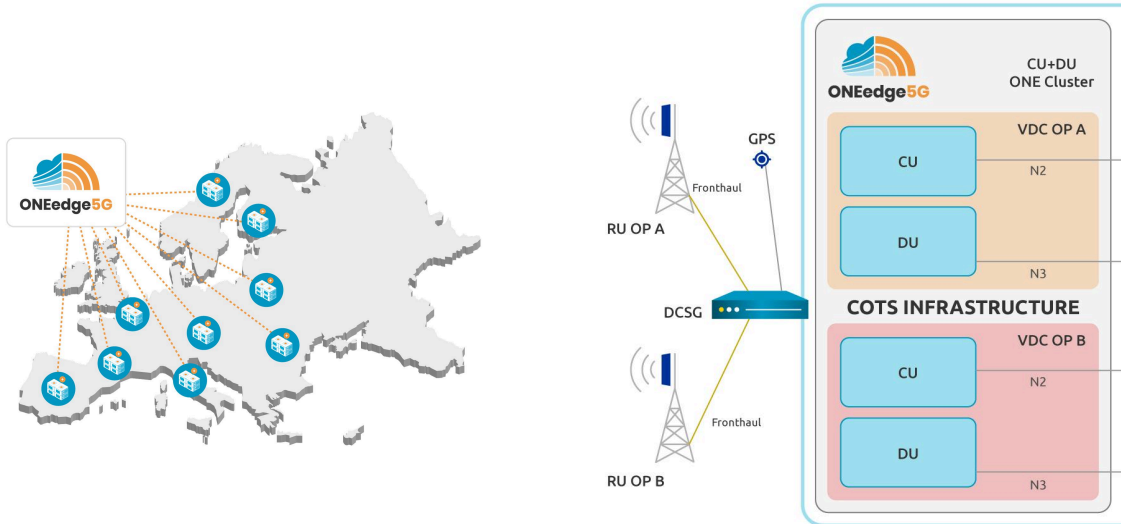 ONEedge5G
ONEedge5G
CU+DU
ONE Cluster
VDC OP A
CU
N2
DU
N3
COTS INFRASTRUCTURE
VDC OP B
CU
N2
DU
N3
GPS
Fronthaul
RU OP A
DCSG
Fronthaul
RU OP B